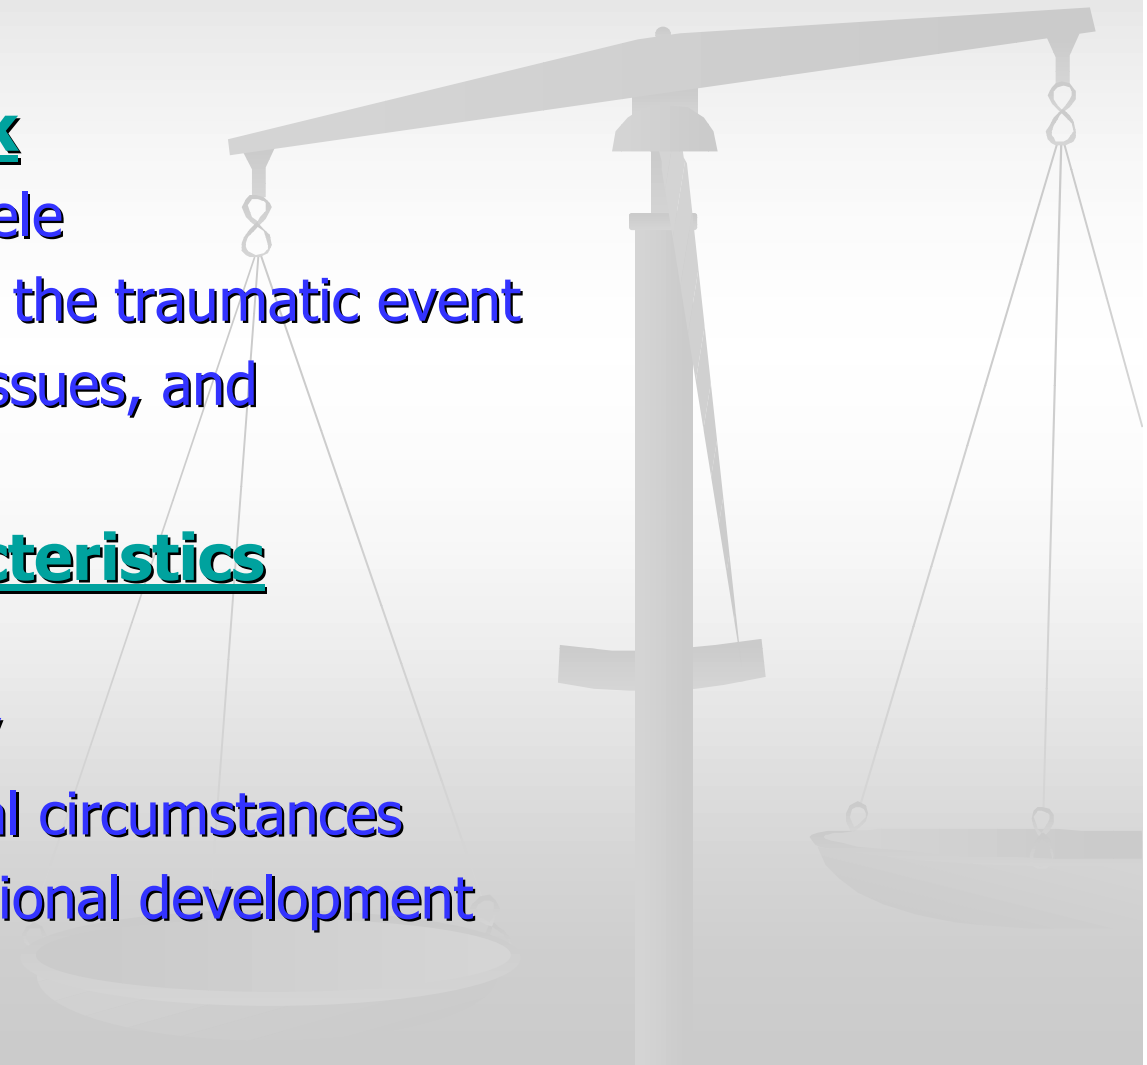 k
ele
the traumatic event
ssues, and
cteristics
al circumstances
ional development